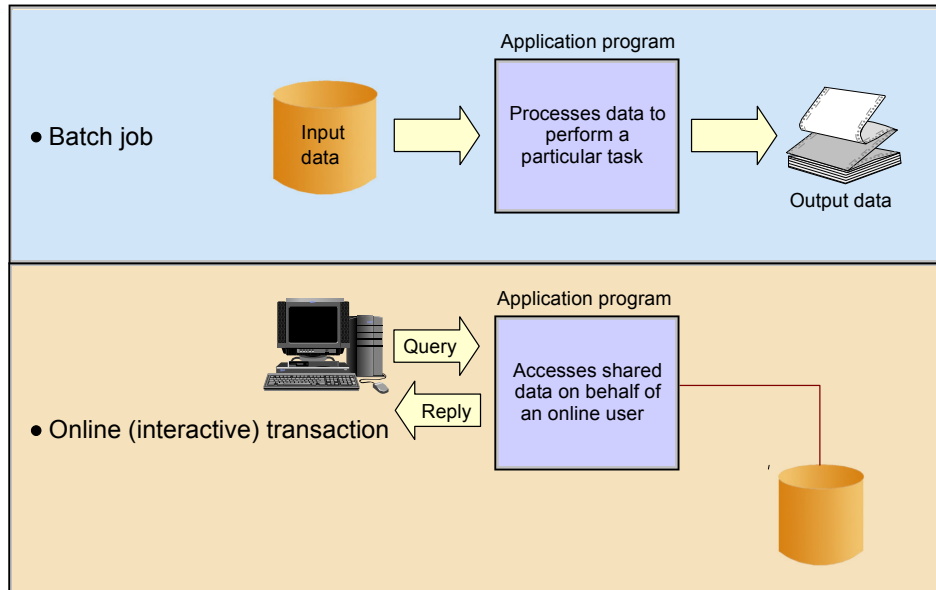 Application program
Processes data to
perform a
particular task
Input
data
● Batch job
Output data
Application program
Query
Accesses shared
data on behalf of
an online user
Reply
● Online (interactive) transaction